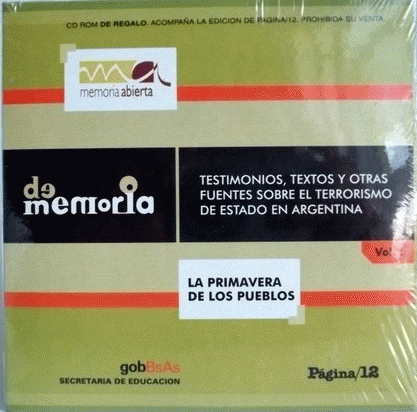 CD ROM DE REGALO. ACOMPAÑA LA EDICION DE PAGINA/12. PROHIBIDA SU VENTA
memoria abierta
de
memoria
TESTIMONIOS, TEXTOS Y OTRAS
FUENTES SOBRE EL TERRORISMO
DE ESTADO EN ARGENTINA
Vol.
LA PRIMAVERA
DE LOS PUEBLOS
gobBsAs
SECRETARIA DE EDUCACION
Página/12